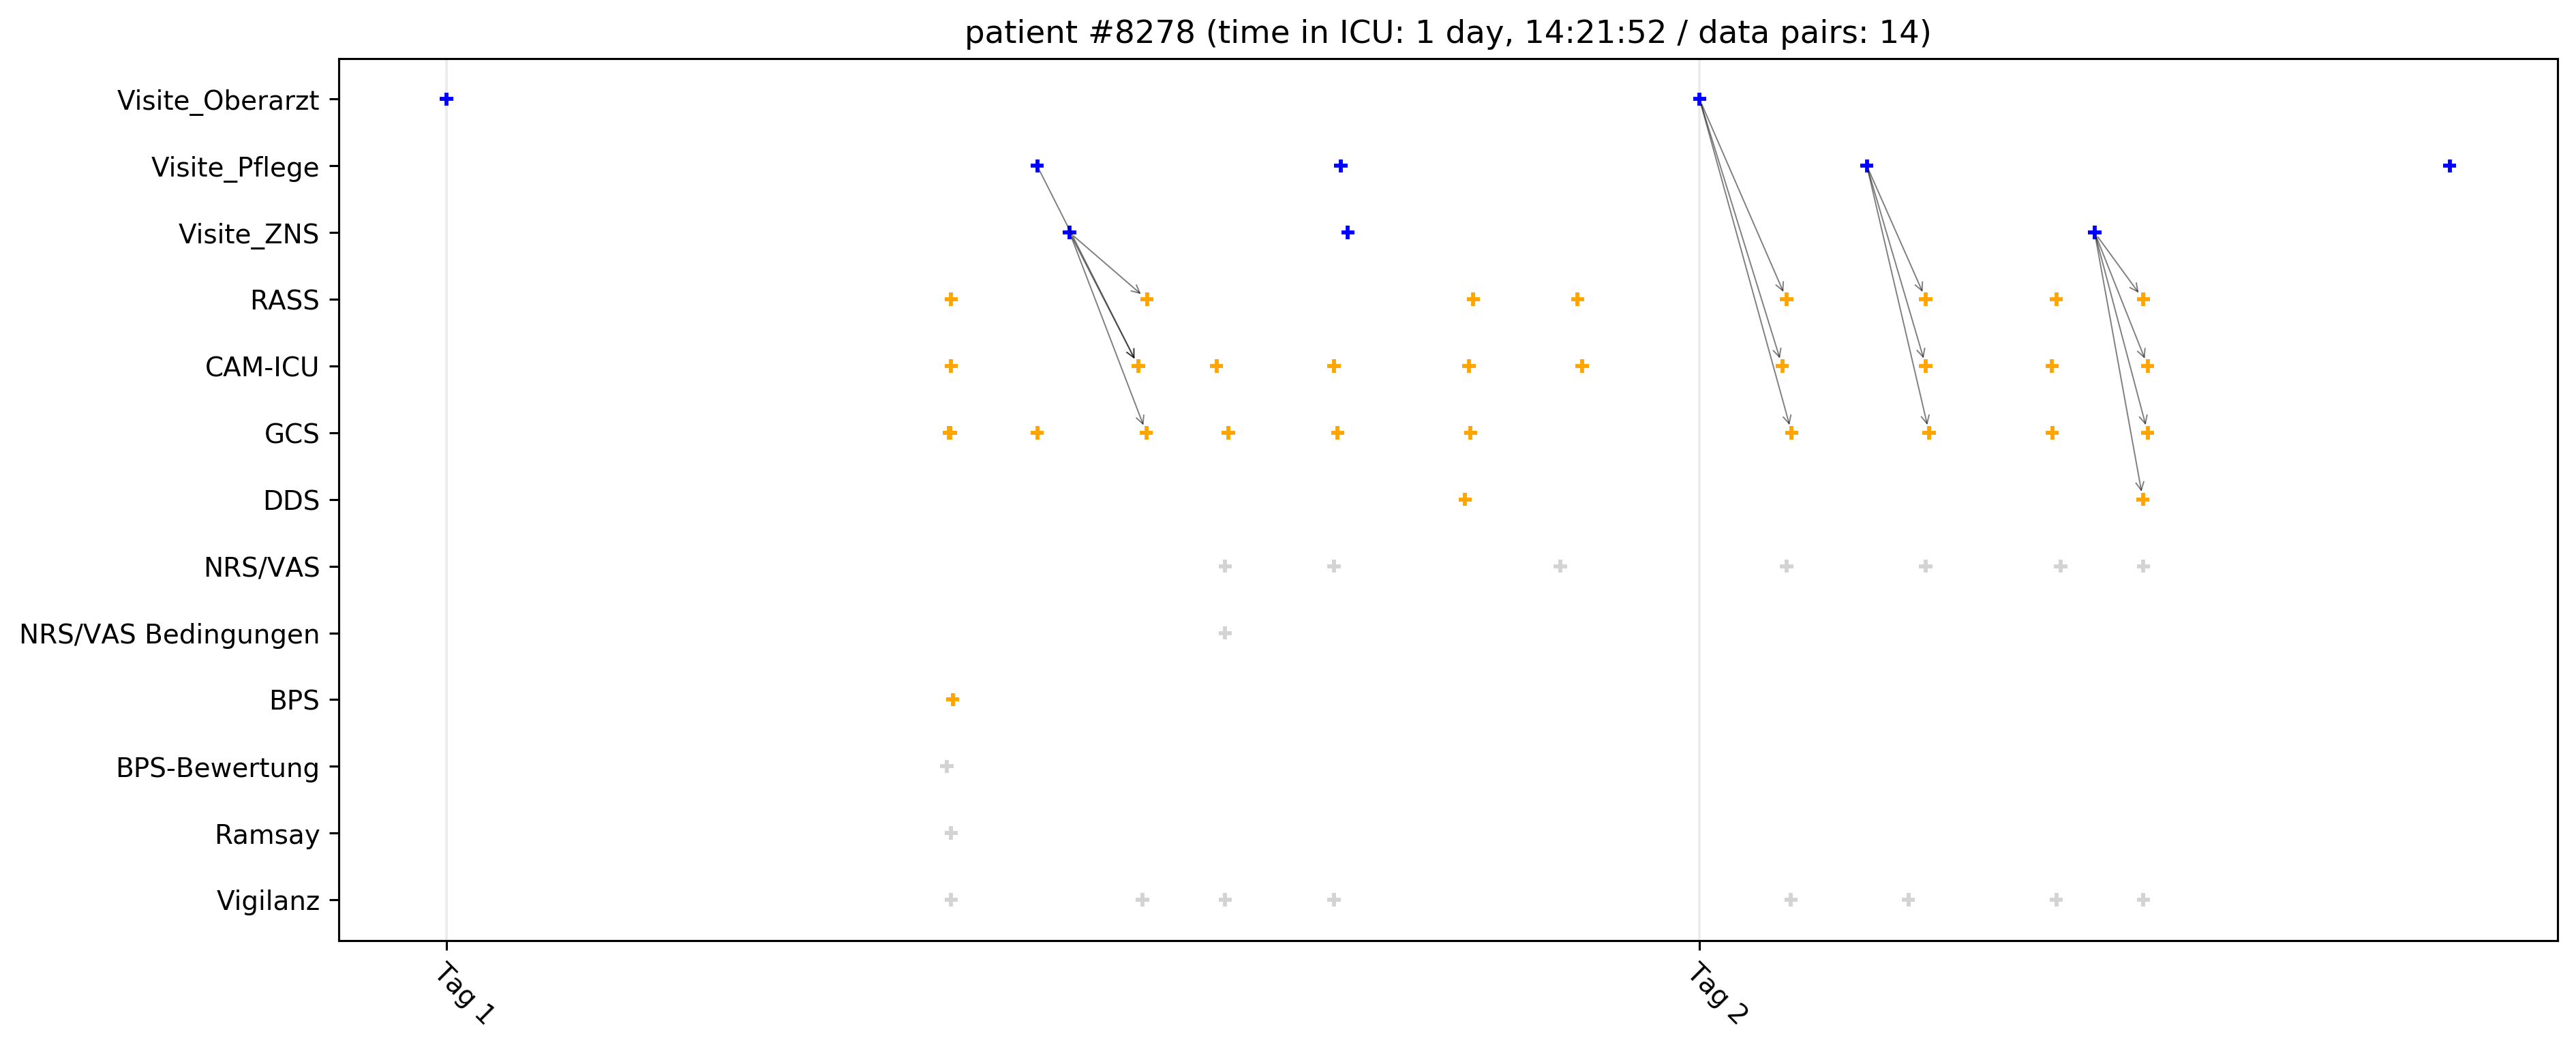 patient #8278 (time in ICU: 1 day, 14:21:52 / data pairs: 14)
Visite_Oberarzt
Visite_Pflege
Visite_ZNS
RASS
CAM-ICU
GCS
DDS
NRS/VAS
NRS/VAS Bedingungen
BPS
BPS-Bewertung
Ramsay
Vigilanz
Tag 1
Tag 2